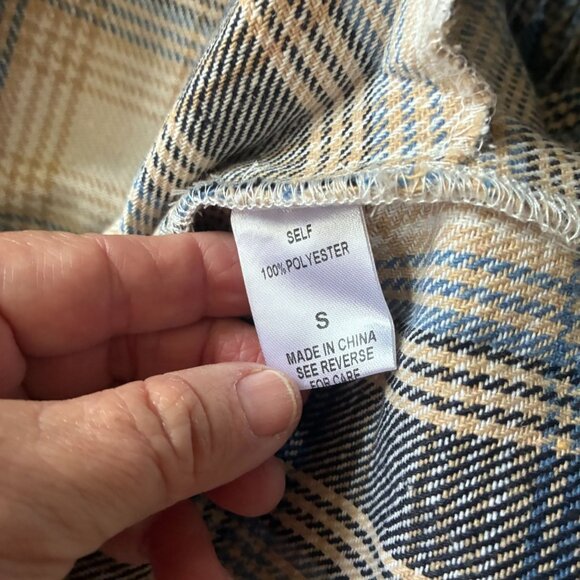 SELF
100% POLYESTER
S
MADE IN CHINA
SEE REVERSE
FOR CARE